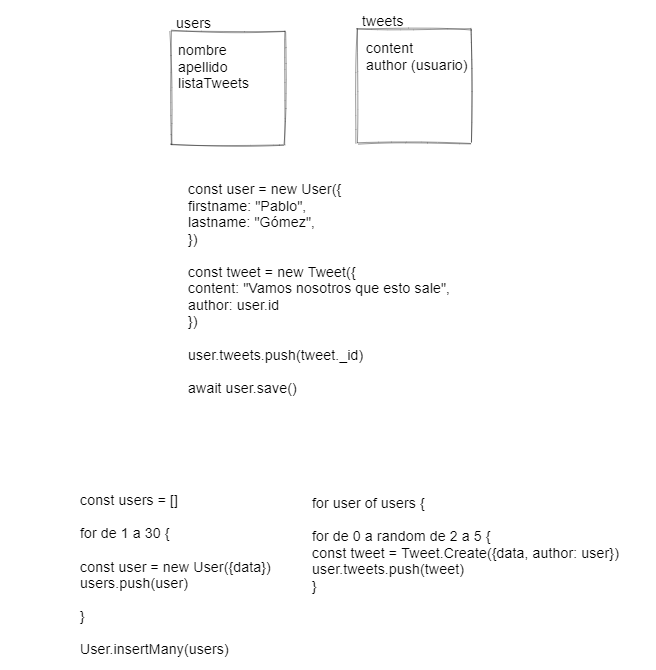 users
nombre
apellido
listaTweets
tweets
content
author (usuario)
const user = new User({
firstname: "Pablo",
lastname: "Gómez",
})
const tweet = new Tweet({
content: "Vamos nosotros que esto sale",
author: user.id
})
user.tweets.push(tweet._id)
await user.save()
const users = []
for de 1 a 30 {
const user = new User({data})
users.push(user)
}
User.insertMany(users)
for user of users {
for de 0 a random de 2 a 5 {
const tweet = Tweet.Create({data, author: user})
user.tweets.push(tweet)
}